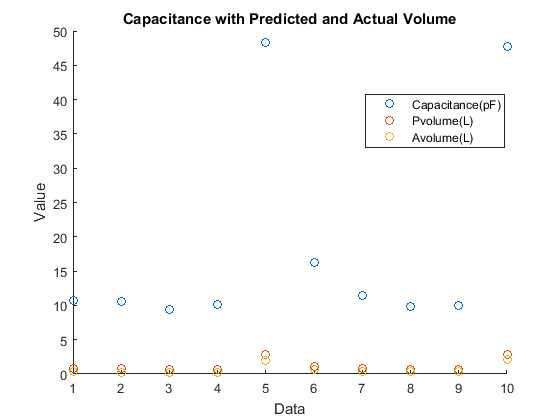 Capacitance with Predicted and Actual Volume
50
45
40
35
30
25
20
15
10
5
0
Value
Capacitance(pF)
Pvolume(L)
Avolume(L)
1 2 3 4 5 6 7 8 9 10
Data